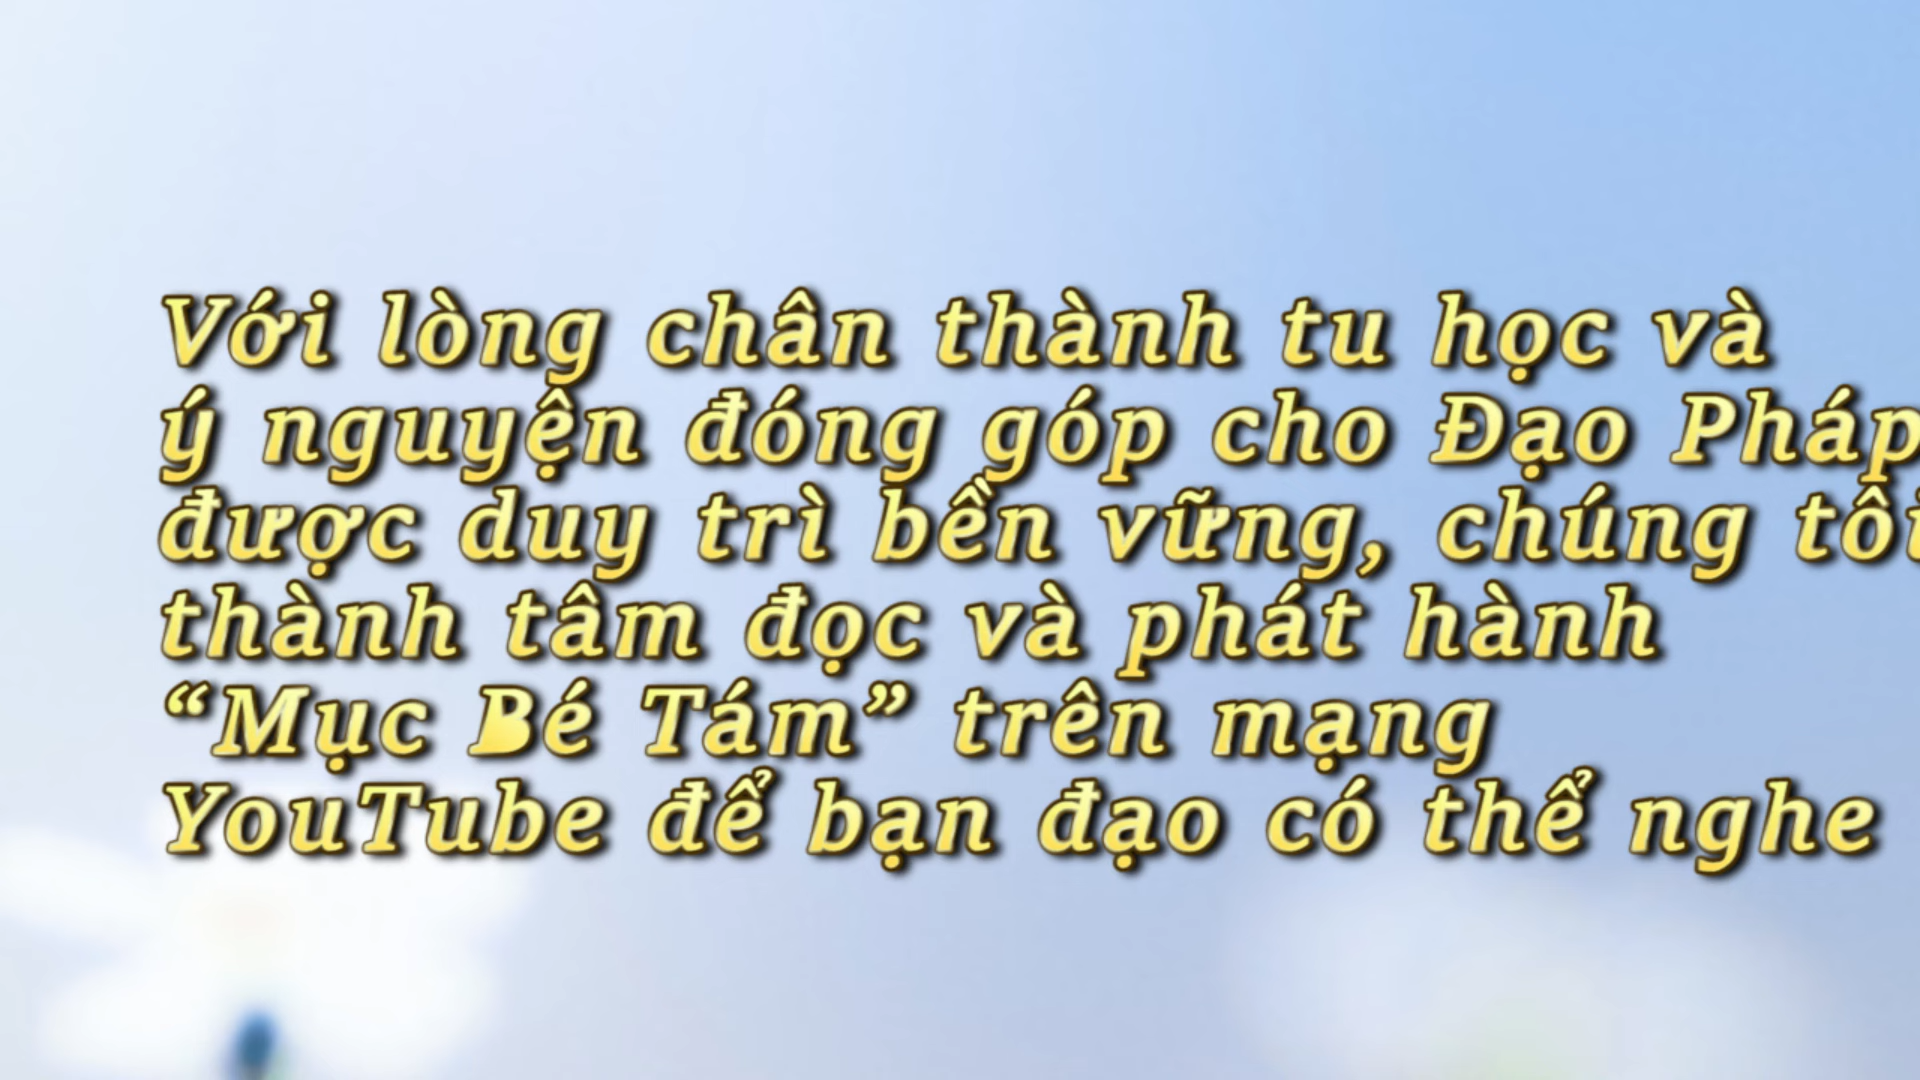 Với lòng chân thành tu học và
ý nguyện đóng góp cho Đạo Pháp
được duy trì bền vững, chúng tôi
thành tâm đọc và phát hành
“Mục Bé Tám” trên mạng
YouTube để bạn đạo có thể nghe